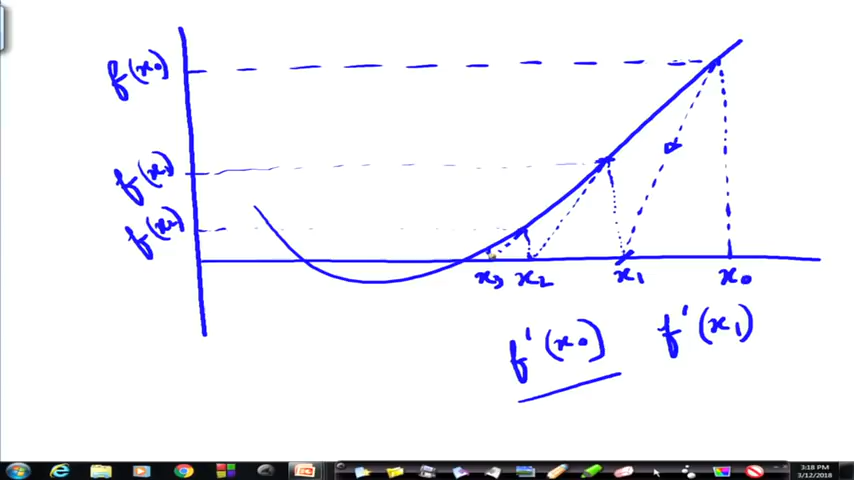 f(x₀)
f(x₁)
f(x₂)
x₃ x₂ x₁ x₀
f'(x₀) f'(x₁)
3:18 PM
3/12/2018